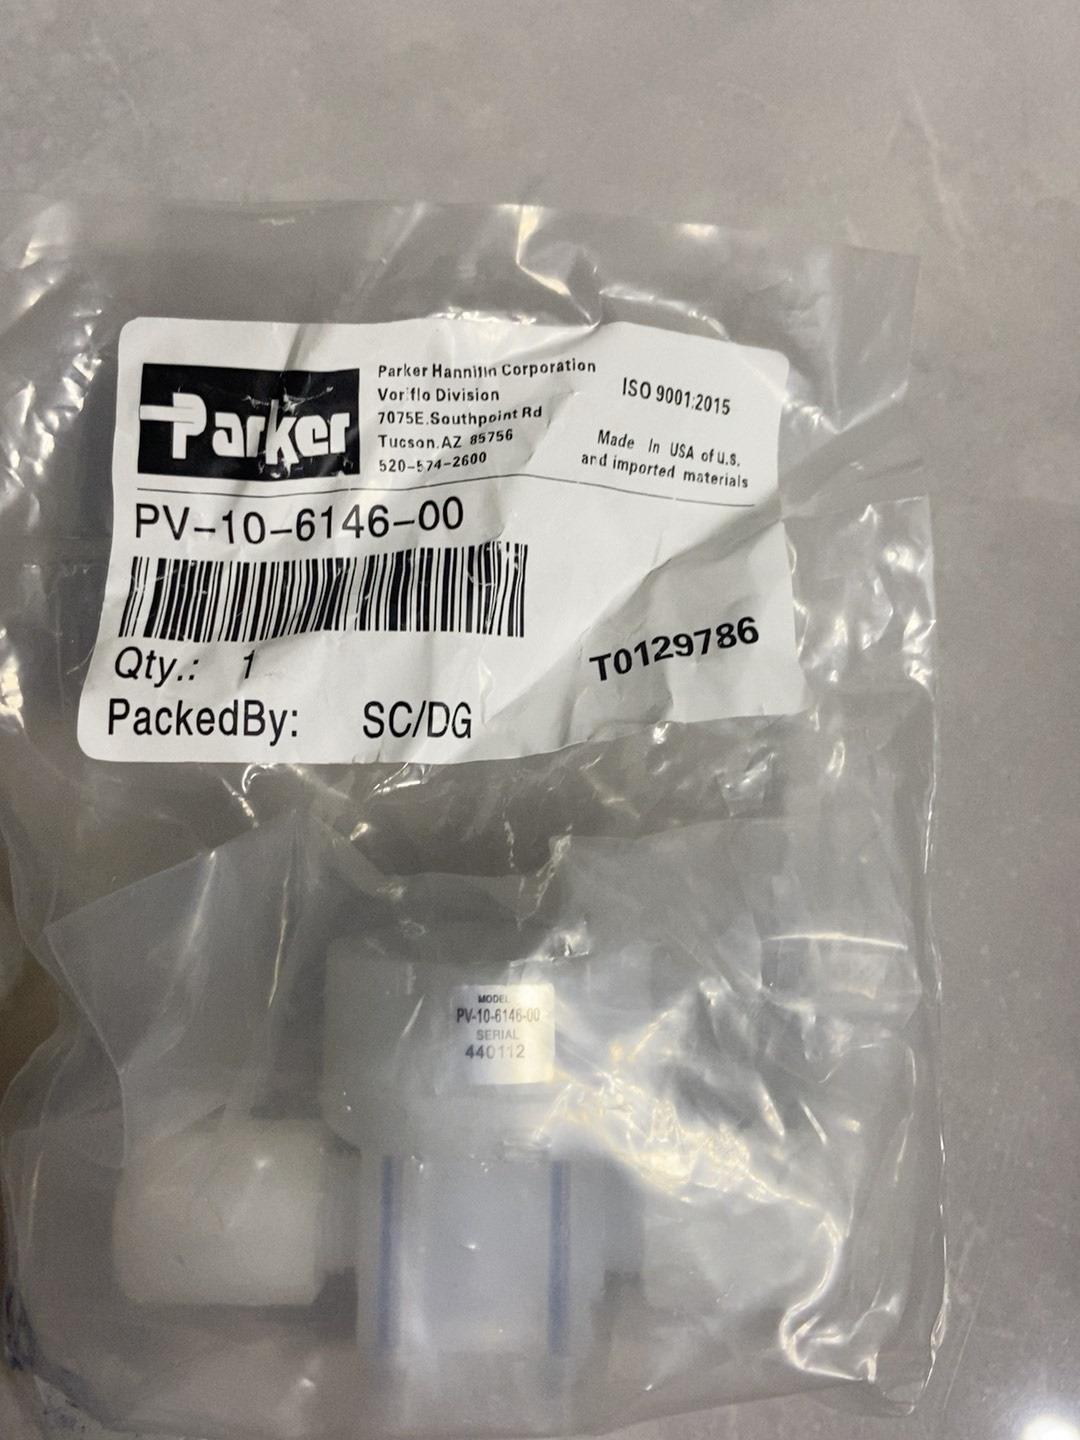 Parker
Parker Hannifin Corporation
Veriflo Division
7075E.Southpoint Rd
Tucson.AZ 85756
520-574-2600
ISO 9001:2015
Made In USA of u.s.
and imported materials
PV-10-6146-00
Qty.: 1
PackedBy: SC/DG
T0129786
MODEL
PV-10-6146-00
SERIAL
440112